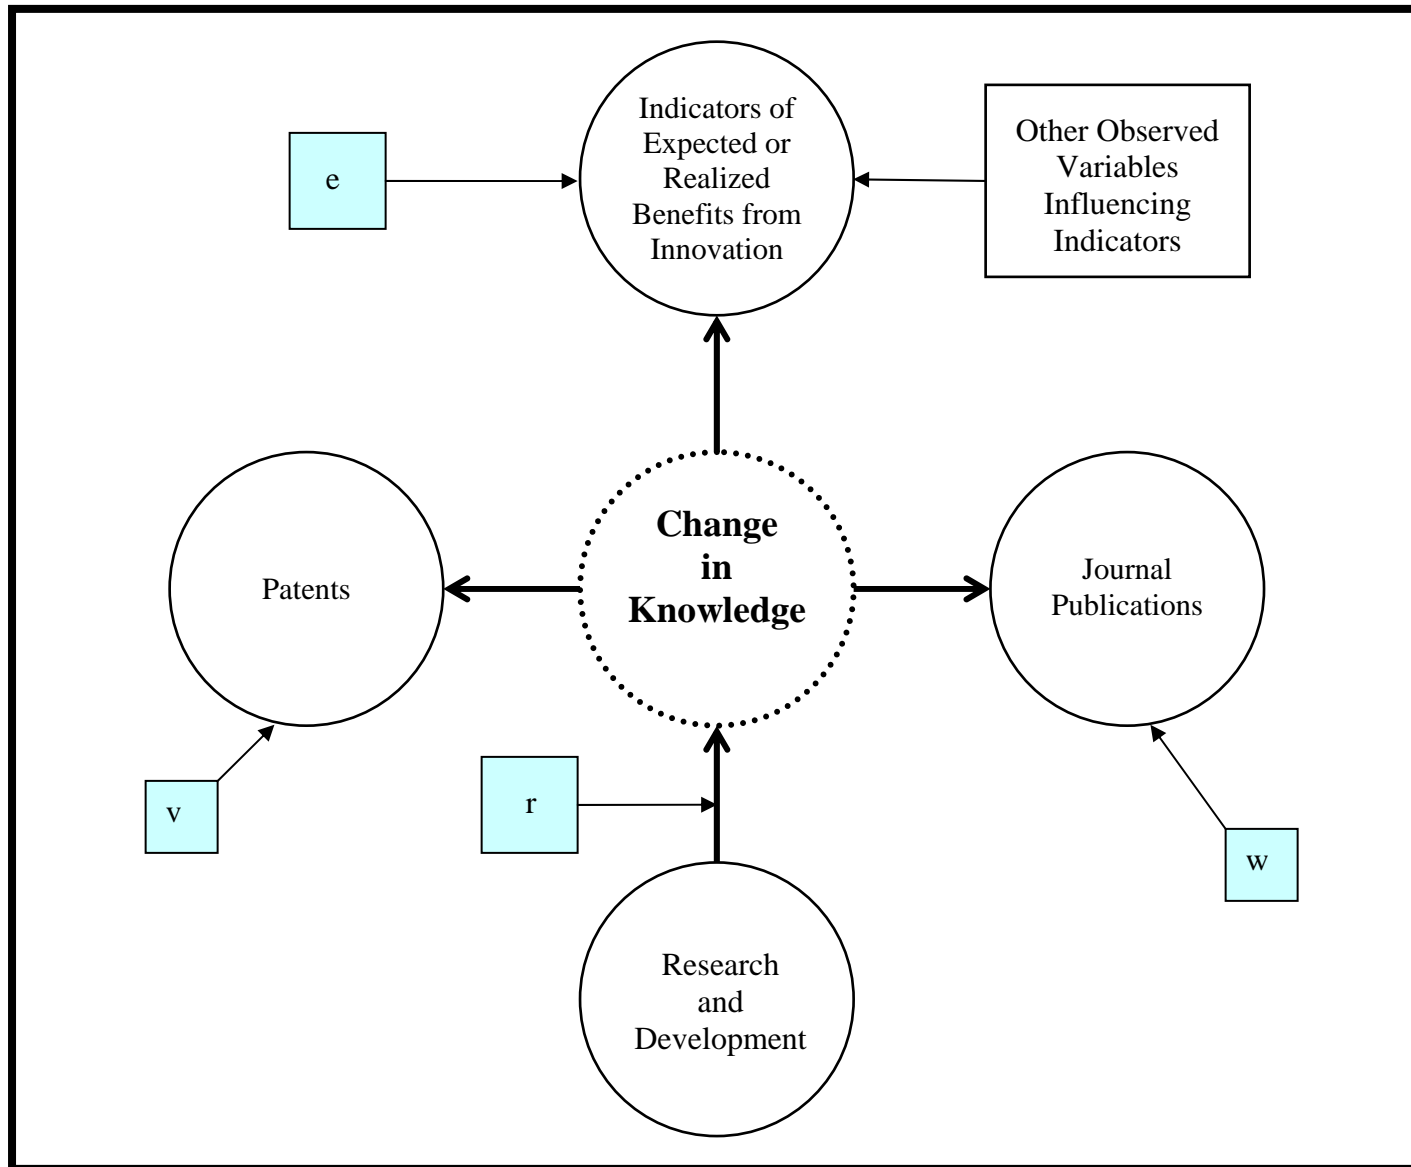 Indicators of
Expected or
Realized
Benefits from
Innovation
e
Other Observed
Variables
Influencing
Indicators
Patents
Change
in
Knowledge
Journal
Publications
v
r
w
Research
and
Development